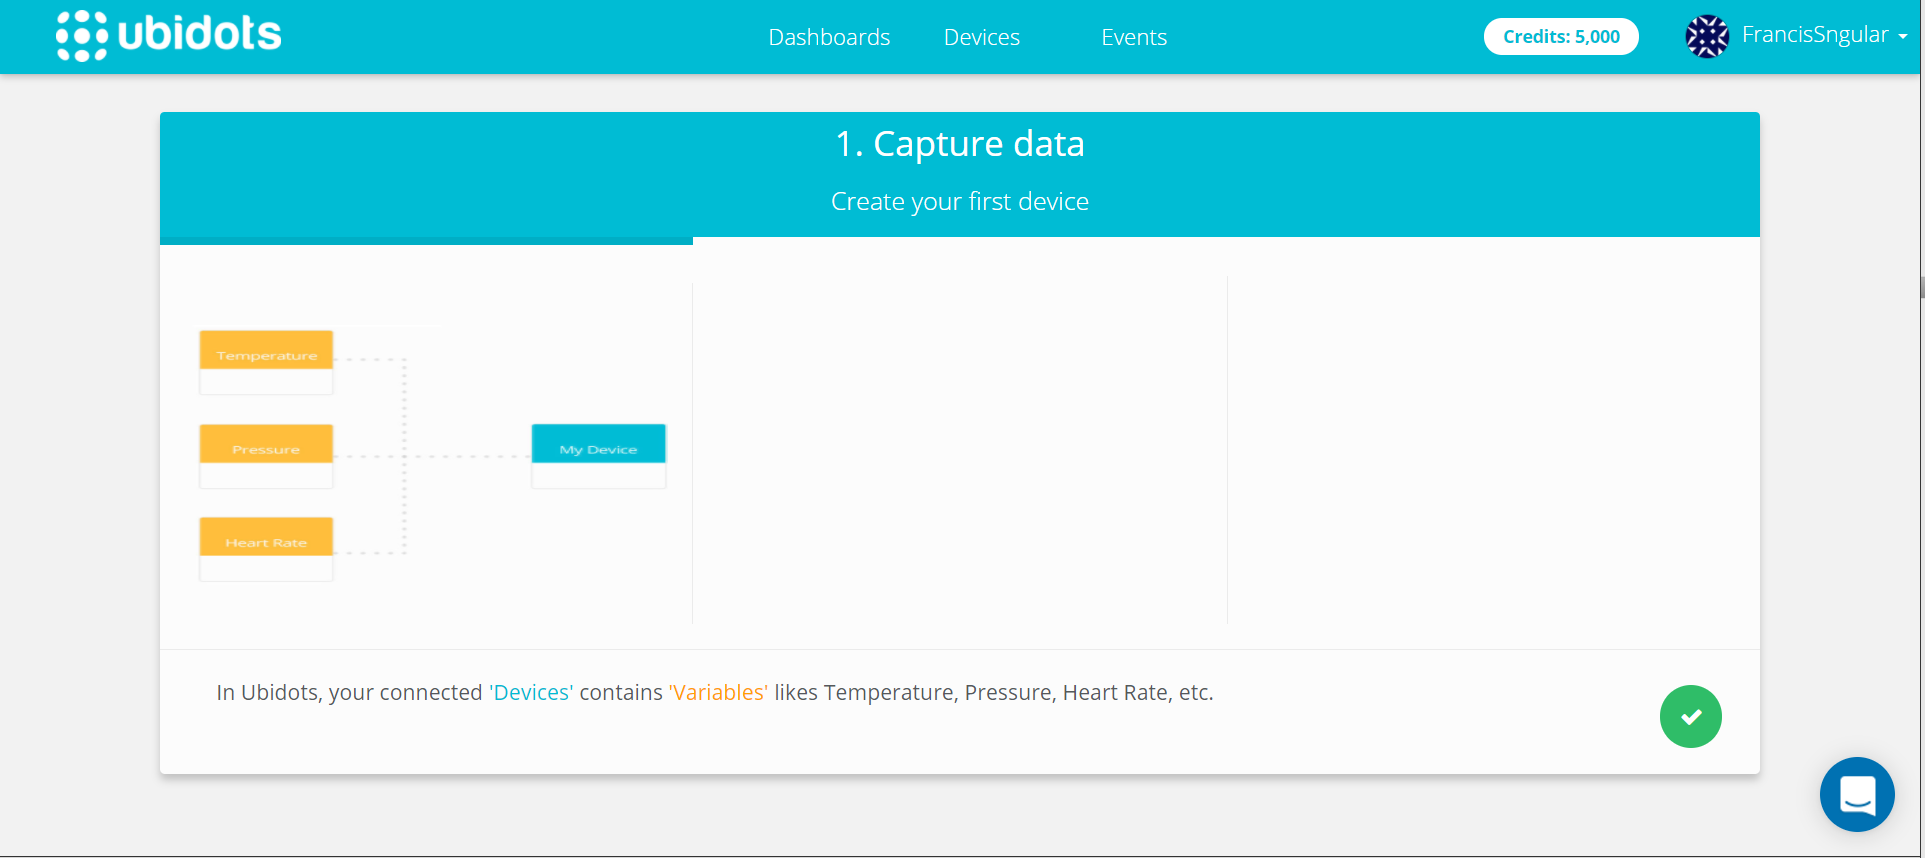 ubidots
Dashboards
Devices
Events
Credits: 5,000
FrancisSngular
1. Capture data
Create your first device
Temperature
Pressure
My Device
Heart Rate
In Ubidots, your connected 'Devices' contains 'Variables' likes Temperature, Pressure, Heart Rate, etc.